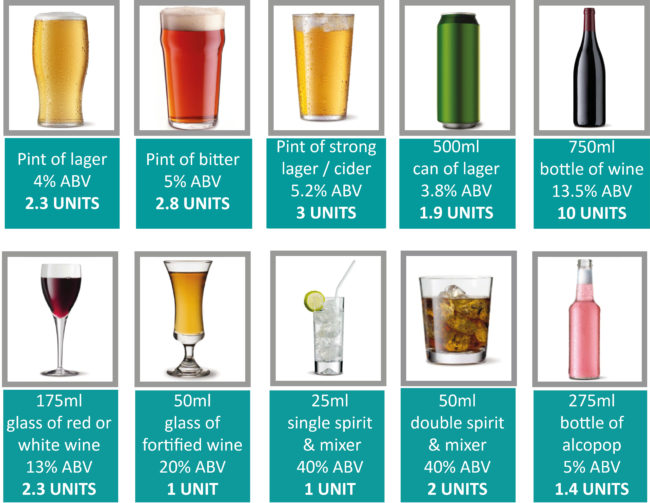 Pint of lager
4% ABV
2.3 UNITS
Pint of bitter
5% ABV
2.8 UNITS
Pint of strong
lager / cider
5.2% ABV
3 UNITS
500ml
can of lager
3.8% ABV
1.9 UNITS
750ml
bottle of wine
13.5% ABV
10 UNITS
175ml
glass of red or
white wine
13% ABV
2.3 UNITS
50ml
glass of
fortified wine
20% ABV
1 UNIT
25ml
single spirit
& mixer
40% ABV
1 UNIT
50ml
double spirit
& mixer
40% ABV
2 UNITS
275ml
bottle of
alcopop
5% ABV
1.4 UNITS